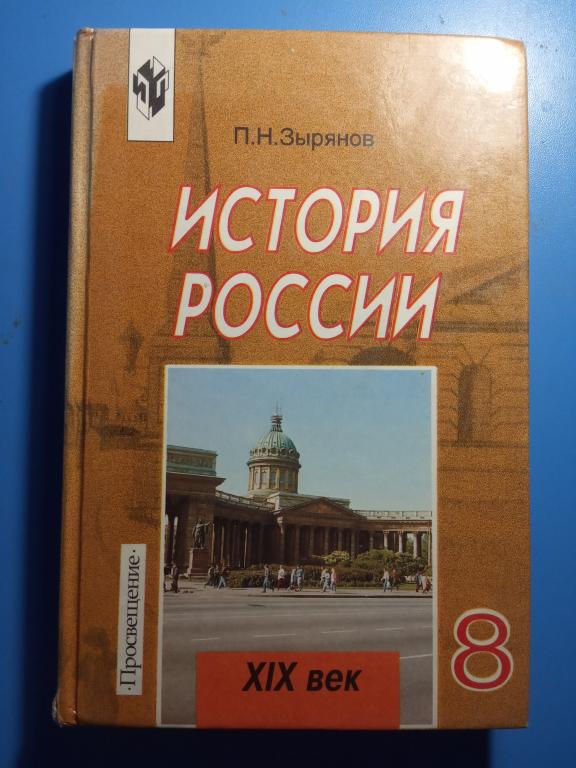 П.Н.Зырянов
ИСТОРИЯ
РОССИИ
·Просвещение·
XIX век
8